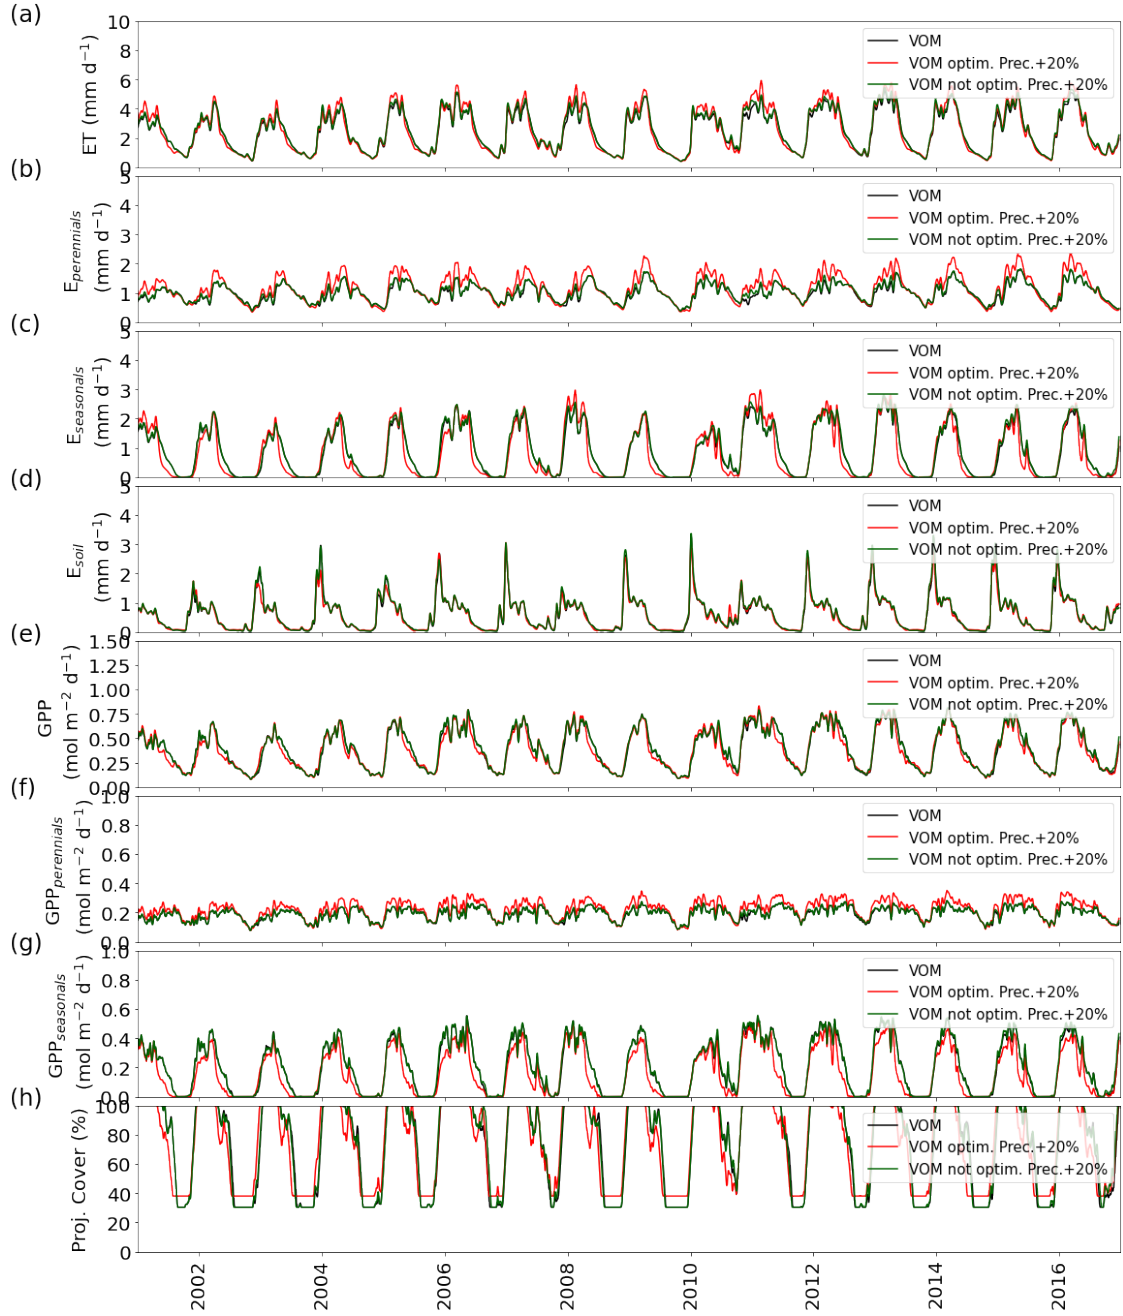 (a)
ET (mm d⁻¹)
10
8
6
4
2
0
VOM
VOM optim. Prec.+20%
VOM not optim. Prec.+20%
(b)
E_perennials
(mm d⁻¹)
5
4
3
2
1
0
VOM
VOM optim. Prec.+20%
VOM not optim. Prec.+20%
(c)
E_seasonals
(mm d⁻¹)
5
4
3
2
1
0
VOM
VOM optim. Prec.+20%
VOM not optim. Prec.+20%
(d)
E_soil
(mm d⁻¹)
5
4
3
2
1
0
VOM
VOM optim. Prec.+20%
VOM not optim. Prec.+20%
(e)
GPP
(mol m⁻² d⁻¹)
1.50
1.25
1.00
0.75
0.50
0.25
0.00
VOM
VOM optim. Prec.+20%
VOM not optim. Prec.+20%
(f)
GPP_perennials
(mol m⁻² d⁻¹)
1.0
0.8
0.6
0.4
0.2
0.0
VOM
VOM optim. Prec.+20%
VOM not optim. Prec.+20%
(g)
GPP_seasonals
(mol m⁻² d⁻¹)
1.0
0.8
0.6
0.4
0.2
0.0
VOM
VOM optim. Prec.+20%
VOM not optim. Prec.+20%
(h)
Proj. Cover (%)
100
80
60
40
20
0
VOM
VOM optim. Prec.+20%
VOM not optim. Prec.+20%
2002
2004
2006
2008
2010
2012
2014
2016